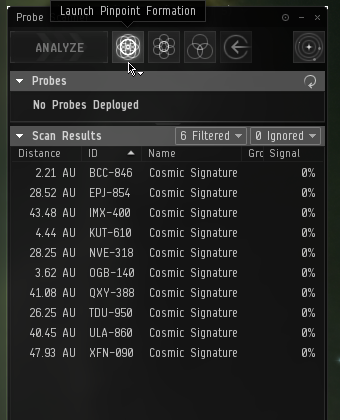 Launch Pinpoint Formation
Probe
ANALYZE
Probes
No Probes Deployed
Scan Results 6 Filtered 0 Ignored
Distance ID Name Grc Signal
2.21 AU BCC-846 Cosmic Signature 0%
28.52 AU EPJ-854 Cosmic Signature 0%
43.48 AU IMX-400 Cosmic Signature 0%
4.44 AU KUT-610 Cosmic Signature 0%
28.25 AU NVE-318 Cosmic Signature 0%
3.62 AU OGB-140 Cosmic Signature 0%
41.08 AU QXY-388 Cosmic Signature 0%
26.25 AU TDU-950 Cosmic Signature 0%
40.45 AU ULA-860 Cosmic Signature 0%
47.93 AU XFN-090 Cosmic Signature 0%